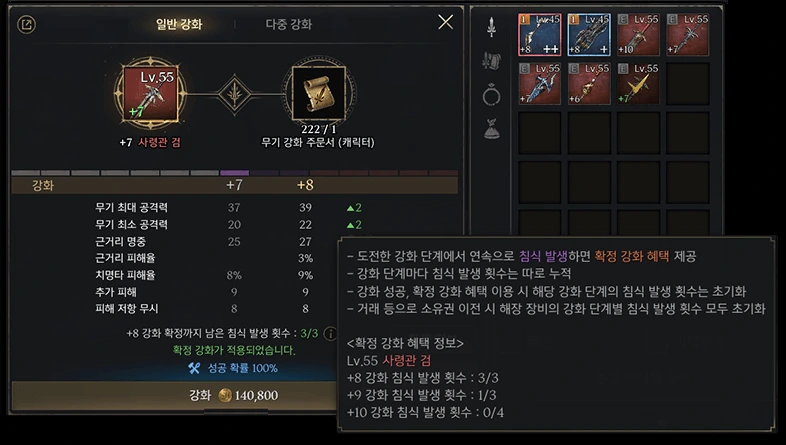 일반 강화
다중 강화
Lv.55
+7
222 / 1
+7 사령관 검
무기 강화 주문서 (캐릭터)
강화 +7 +8
무기 최대 공격력 37 39 ▲2
무기 최소 공격력 20 22 ▲2
근거리 명중 25 27
근거리 피해율 3%
치명타 피해율 8% 9%
추가 피해 9 9
피해 저항 무시 8 8
+8 강화 확정까지 남은 침식 발생 횟수 : 3/3
확정 강화가 적용되었습니다.
성공 확률 100%
강화 140,800
I Lv.45 I Lv.45 E Lv.55 E Lv.55
+8 ++ +8 + +10 +7
E Lv.55 E Lv.55 E Lv.55
+7 +6 +7
- 도전한 강화 단계에서 연속으로 침식 발생하면 확정 강화 혜택 제공
- 강화 단계마다 침식 발생 횟수는 따로 누적
- 강화 성공, 확정 강화 혜택 이용 시 해당 강화 단계의 침식 발생 횟수는 초기화
- 거래 등으로 소유권 이전 시 해장 장비의 강화 단계별 침식 발생 횟수 모두 초기화
<확정 강화 혜택 정보>
Lv.55 사령관 검
+8 강화 침식 발생 횟수 : 3/3
+9 강화 침식 발생 횟수 : 1/3
+10 강화 침식 발생 횟수 : 0/4